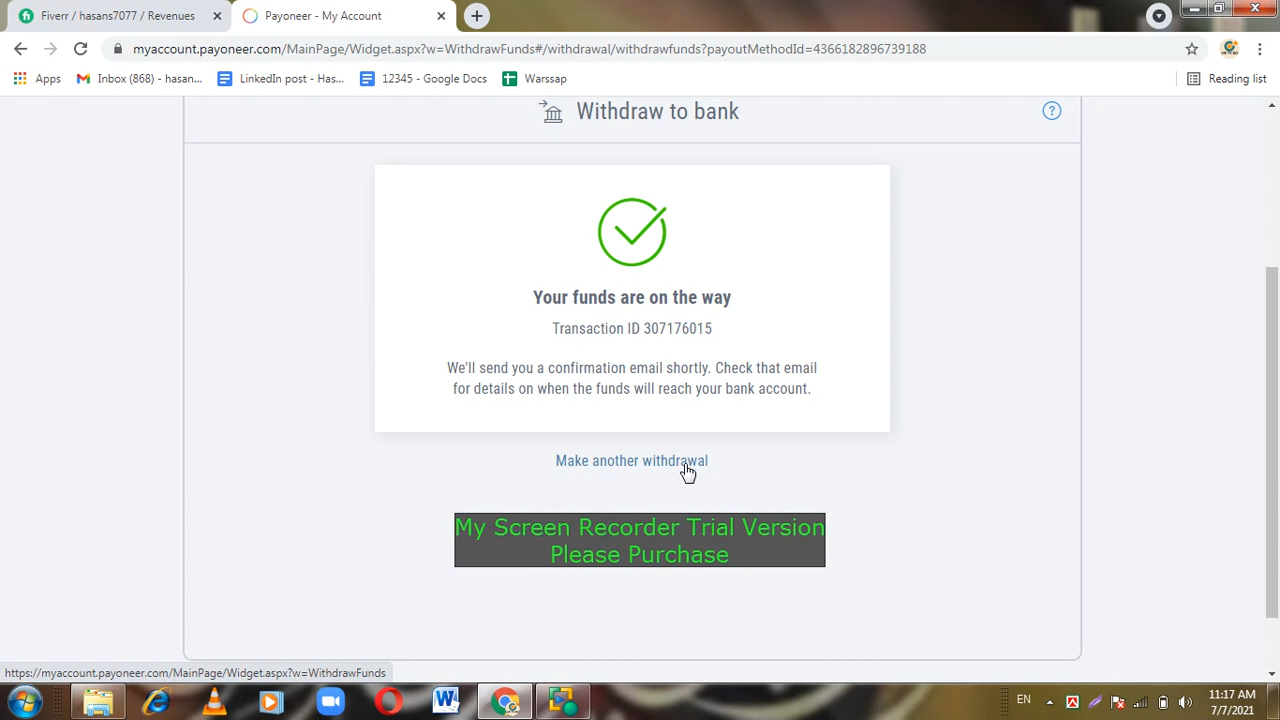 Fiverr / hasans7077 / Revenues
Payoneer - My Account
myaccount.payoneer.com/MainPage/Widget.aspx?w=WithdrawFunds#/withdrawal/withdrawfunds?payoutMethodId=4366182896739188
Apps
Inbox (868) - hasan...
LinkedIn post - Has...
12345 - Google Docs
Warssap
Reading list
Withdraw to bank
Your funds are on the way
Transaction ID 307176015
We'll send you a confirmation email shortly. Check that email
for details on when the funds will reach your bank account.
Make another withdrawal
My Screen Recorder Trial Version
Please Purchase
https://myaccount.payoneer.com/MainPage/Widget.aspx?w=WithdrawFunds
EN
11:17 AM
7/7/2021